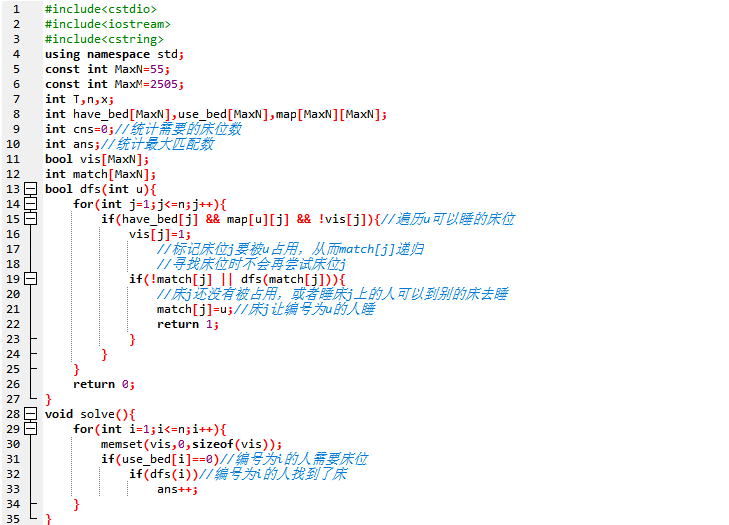 1 #include<cstdio>
2 #include<iostream>
3 #include<cstring>
4 using namespace std;
5 const int MaxN=55;
6 const int MaxM=2505;
7 int T,n,x;
8 int have_bed[MaxN],use_bed[MaxN],map[MaxN][MaxN];
9 int cns=0;//统计需要的床位数
10 int ans;//统计最大匹配数
11 bool vis[MaxN];
12 int match[MaxN];
13 bool dfs(int u){
14 for(int j=1;j<=n;j++){
15 if(have_bed[j] && map[u][j] && !vis[j]){//遍历u可以睡的床位
16 vis[j]=1;
17 //标记床位j要被u占用，从而match[j]递归
18 //寻找床位时不会再尝试床位j
19 if(!match[j] || dfs(match[j])){
20 //床j还没有被占用，或者睡床j上的人可以到别的床去睡
21 match[j]=u;//床j让编号为u的人睡
22 return 1;
23 }
24 }
25 }
26 return 0;
27 }
28 void solve(){
29 for(int i=1;i<=n;i++){
30 memset(vis,0,sizeof(vis));
31 if(use_bed[i]==0)//编号为i的人需要床位
32 if(dfs(i))//编号为i的人找到了床
33 ans++;
34 }
35 }